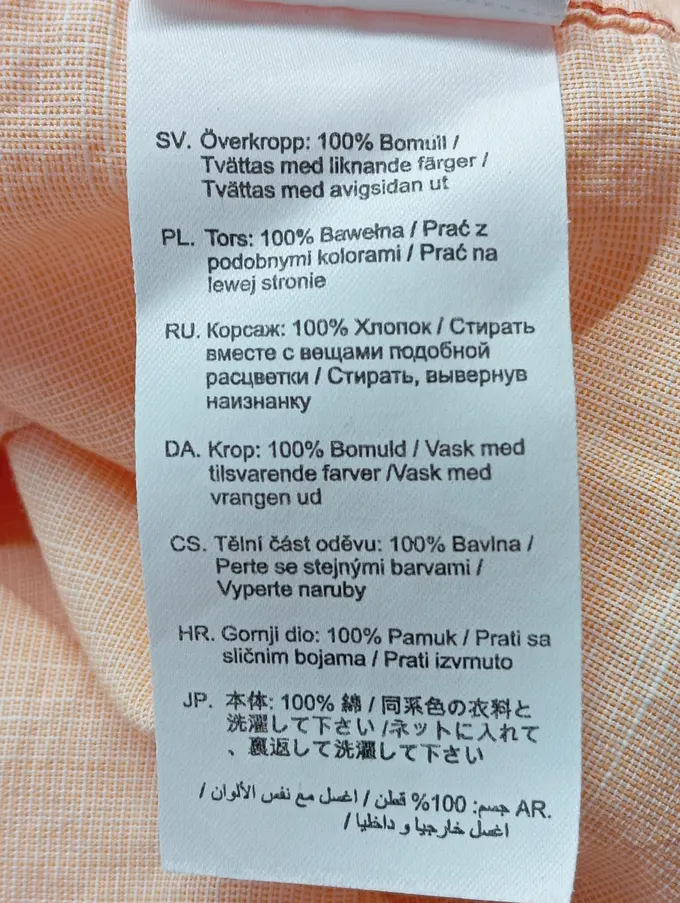 SV. Överkropp: 100% Bomull /
Tvättas med liknande färger /
Tvättas med avigsidan ut
PL. Tors: 100% Bawełna / Prać z
podobnymi kolorami / Prać na
lewej stronie
RU. Корсаж: 100% Хлопок / Стирать
вместе с вещами подобной
расцветки / Стирать, вывернув
наизнанку
DA. Krop: 100% Bomuld / Vask med
tilsvarende farver /Vask med
vrangen ud
CS. Tělní část oděvu: 100% Bavlna /
Perte se stejnými barvami /
Vyperte naruby
HR. Gornji dio: 100% Pamuk / Prati sa
sličnim bojama / Prati izvrnuto
JP. 本体: 100% 綿 / 同系色の衣料と
洗濯して下さい /ネットに入れて
、裏返して洗濯して下さい
AR. جسم: 100% قطن / اغسل مع نفس الألوان /
اغسل خارجيا و داخليا /